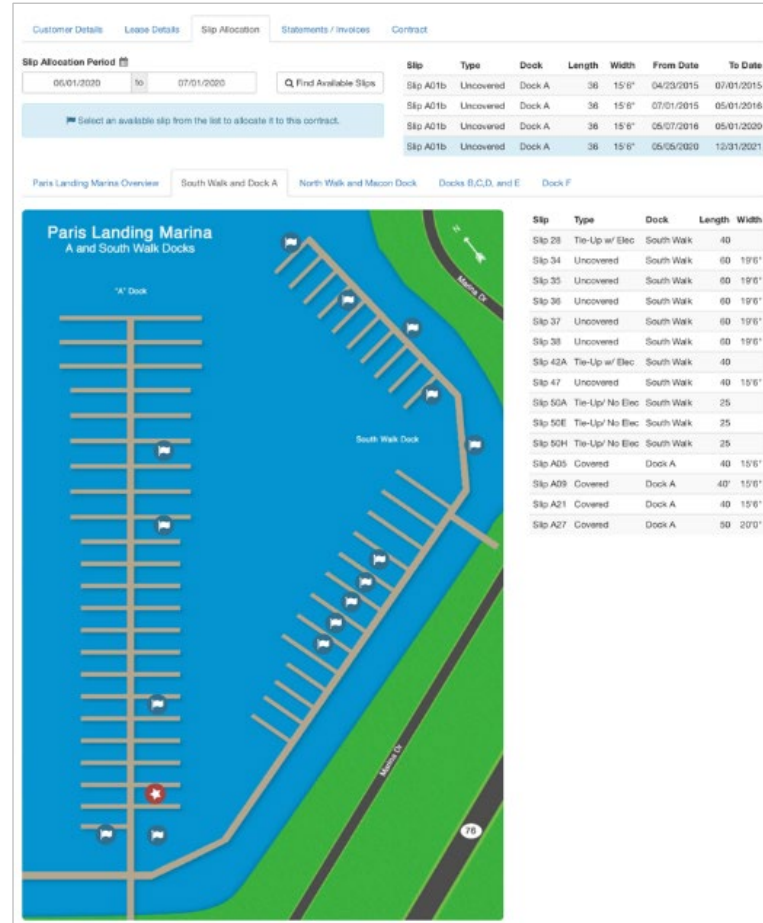 Customer Details Lease Details Slip Allocation Statements / Invoices Contract
Slip Allocation Period
06/01/2020 to 07/01/2020 Find Available Slips
Select an available slip from the list to allocate it to this contract.
Slip Type Dock Length Width From Date To Date
Slip A01b Uncovered Dock A 36 15'6" 04/23/2015 07/01/2015
Slip A01b Uncovered Dock A 36 15'6" 07/01/2015 05/01/2016
Slip A01b Uncovered Dock A 36 15'6" 05/07/2016 05/01/2020
Slip A01b Uncovered Dock A 36 15'6" 05/05/2020 12/31/2021
Paris Landing Marina Overview South Walk and Dock A North Walk and Macon Dock Docks B,C,D, and E Dock F
Paris Landing Marina
A and South Walk Docks
"A" Dock
South Walk Dock
N
Marina Dr
Marina Dr
76
Slip Type Dock Length Width
Slip 28 Tie-Up w/ Elec South Walk 40
Slip 34 Uncovered South Walk 60 19'6"
Slip 35 Uncovered South Walk 60 19'6"
Slip 36 Uncovered South Walk 60 19'6"
Slip 37 Uncovered South Walk 60 19'6"
Slip 38 Uncovered South Walk 60 19'6"
Slip 42A Tie-Up w/ Elec South Walk 40
Slip 47 Uncovered South Walk 40 15'6"
Slip 50A Tie-Up/ No Elec South Walk 25
Slip 50E Tie-Up/ No Elec South Walk 25
Slip 50H Tie-Up/ No Elec South Walk 25
Slip A05 Covered Dock A 40 15'6"
Slip A09 Covered Dock A 40' 15'6"
Slip A21 Covered Dock A 40 15'6"
Slip A27 Covered Dock A 50 20'0"